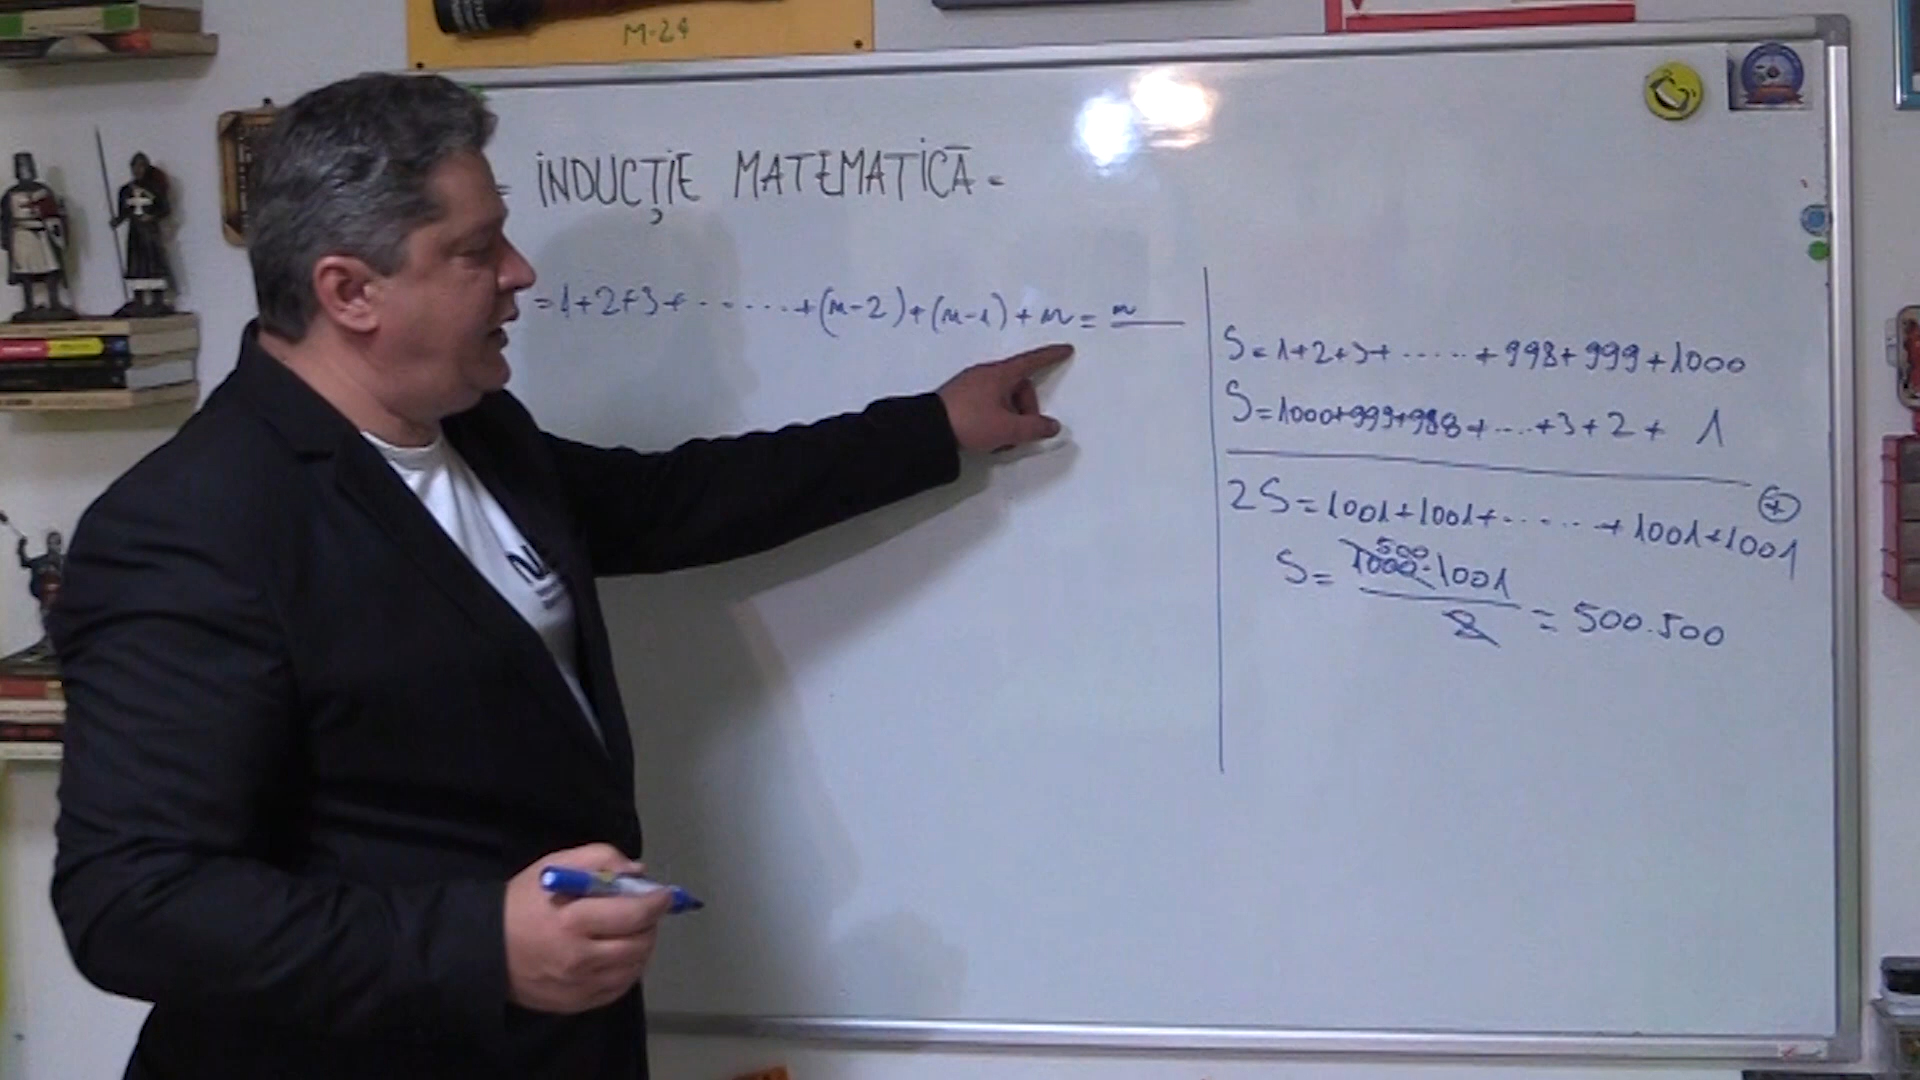 M-24
= INDUCȚIE MATEMATICĂ =
=1+2+3+.......+(n-2)+(n-1)+n= n
S=1+2+3+......+998+999+1000
S=1000+999+988+....+3+2+ 1
2S=1001+1001+......+1001+1001
+
500
S= 1000·1001
2
= 500.500